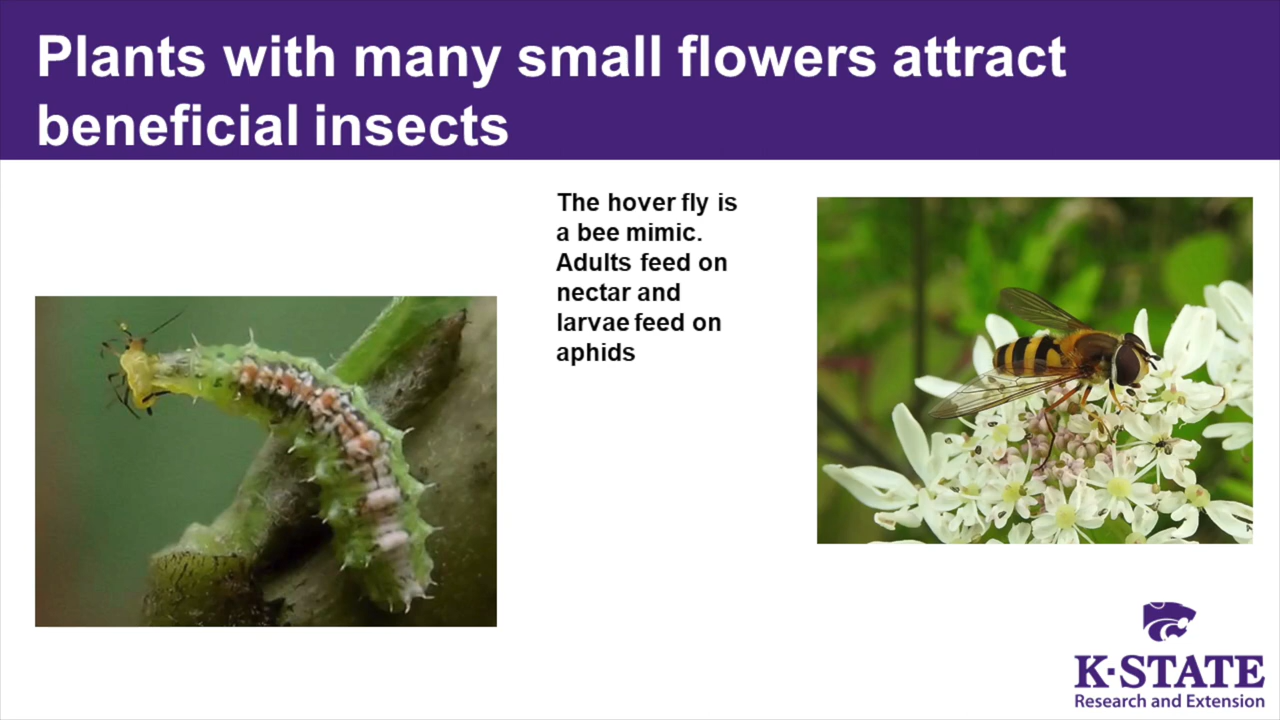 Plants with many small flowers attract
beneficial insects
The hover fly is
a bee mimic.
Adults feed on
nectar and
larvae feed on
aphids
K·STATE
Research and Extension